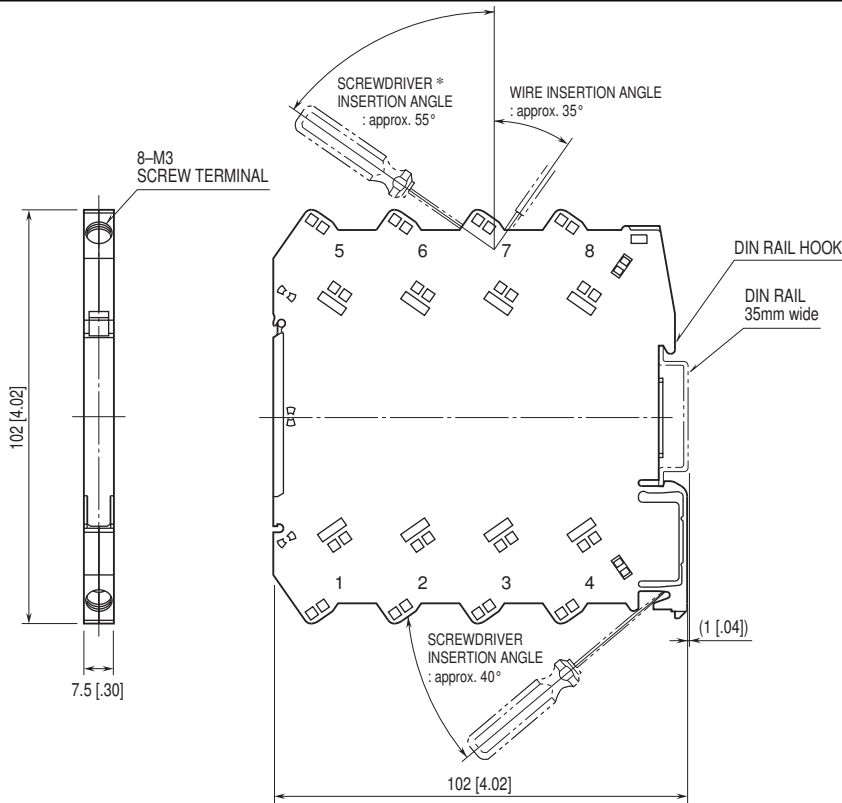 SCREWDRIVER *
INSERTION ANGLE
: approx. 55°
WIRE INSERTION ANGLE
: approx. 35°
8–M3
SCREW TERMINAL
5
6
7
8
DIN RAIL HOOK
DIN RAIL
35mm wide
102 [4.02]
1
2
3
4
SCREWDRIVER
INSERTION ANGLE
: approx. 40°
(1 [.04])
7.5 [.30]
102 [4.02]